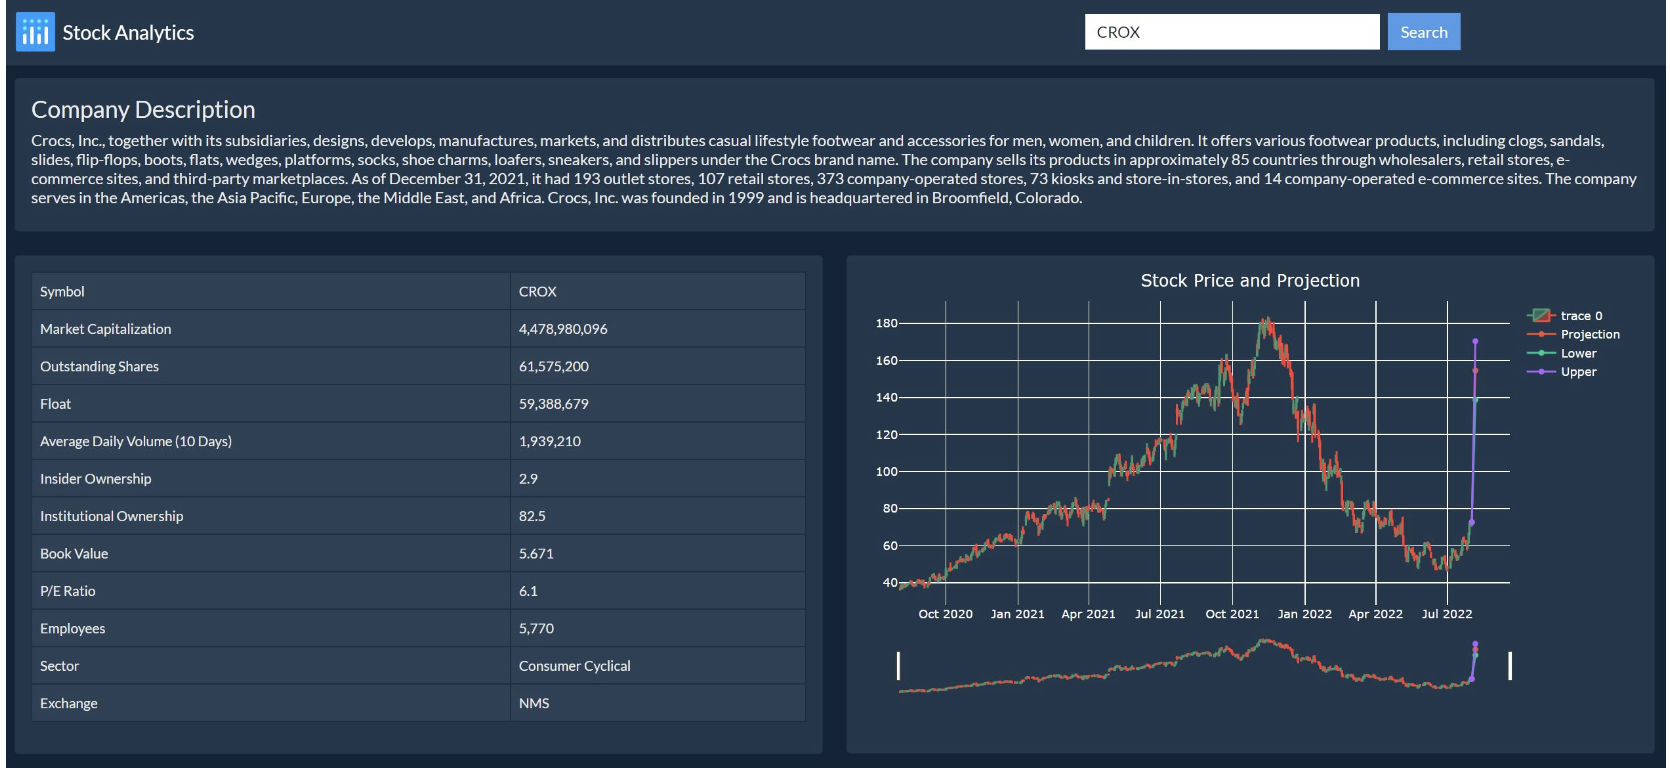 Stock Analytics
CROX
Search
Company Description
Crocs, Inc., together with its subsidiaries, designs, develops, manufactures, markets, and distributes casual lifestyle footwear and accessories for men, women, and children. It offers various footwear products, including clogs, sandals,
slides, flip-flops, boots, flats, wedges, platforms, socks, shoe charms, loafers, sneakers, and slippers under the Crocs brand name. The company sells its products in approximately 85 countries through wholesalers, retail stores, e-
commerce sites, and third-party marketplaces. As of December 31, 2021, it had 193 outlet stores, 107 retail stores, 373 company-operated stores, 73 kiosks and store-in-stores, and 14 company-operated e-commerce sites. The company
serves in the Americas, the Asia Pacific, Europe, the Middle East, and Africa. Crocs, Inc. was founded in 1999 and is headquartered in Broomfield, Colorado.
Symbol CROX
Market Capitalization 4,478,980,096
Outstanding Shares 61,575,200
Float 59,388,679
Average Daily Volume (10 Days) 1,939,210
Insider Ownership 2.9
Institutional Ownership 82.5
Book Value 5.671
P/E Ratio 6.1
Employees 5,770
Sector Consumer Cyclical
Exchange NMS
Stock Price and Projection
180
160
140
120
100
80
60
40
Oct 2020 Jan 2021 Apr 2021 Jul 2021 Oct 2021 Jan 2022 Apr 2022 Jul 2022
trace 0
Projection
Lower
Upper